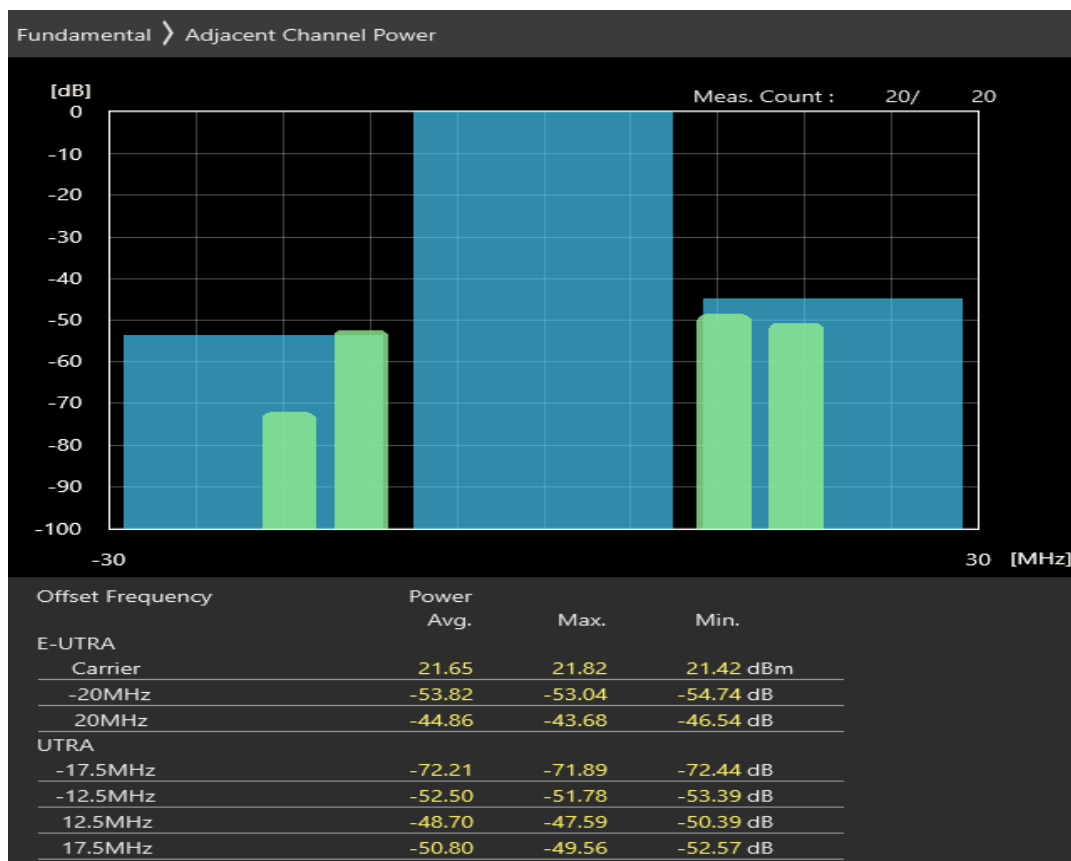 Fundamental ❯ Adjacent Channel Power
[dB]
Meas. Count : 20/ 20
0
-10
-20
-30
-40
-50
-60
-70
-80
-90
-100
-30 30 [MHz]
Offset Frequency Power
Avg. Max. Min.
E-UTRA
Carrier 21.65 21.82 21.42 dBm
-20MHz -53.82 -53.04 -54.74 dB
20MHz -44.86 -43.68 -46.54 dB
UTRA
-17.5MHz -72.21 -71.89 -72.44 dB
-12.5MHz -52.50 -51.78 -53.39 dB
12.5MHz -48.70 -47.59 -50.39 dB
17.5MHz -50.80 -49.56 -52.57 dB